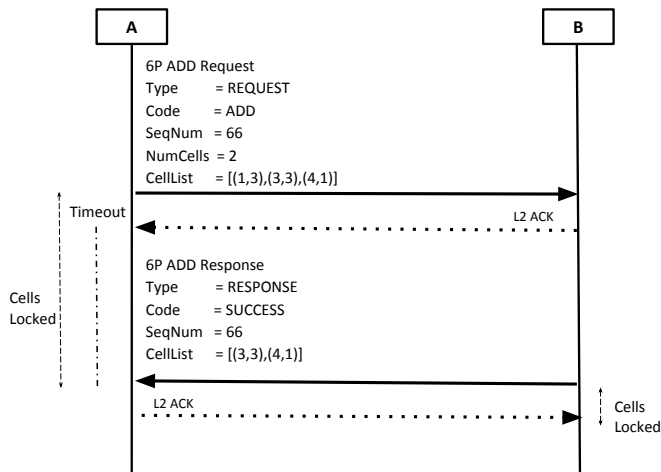 A
B
6P ADD Request
Type = REQUEST
Code = ADD
SeqNum = 66
NumCells = 2
CellList = [(1,3),(3,3),(4,1)]
Timeout
L2 ACK
6P ADD Response
Type = RESPONSE
Code = SUCCESS
SeqNum = 66
CellList = [(3,3),(4,1)]
Cells
Locked
L2 ACK
Cells
Locked